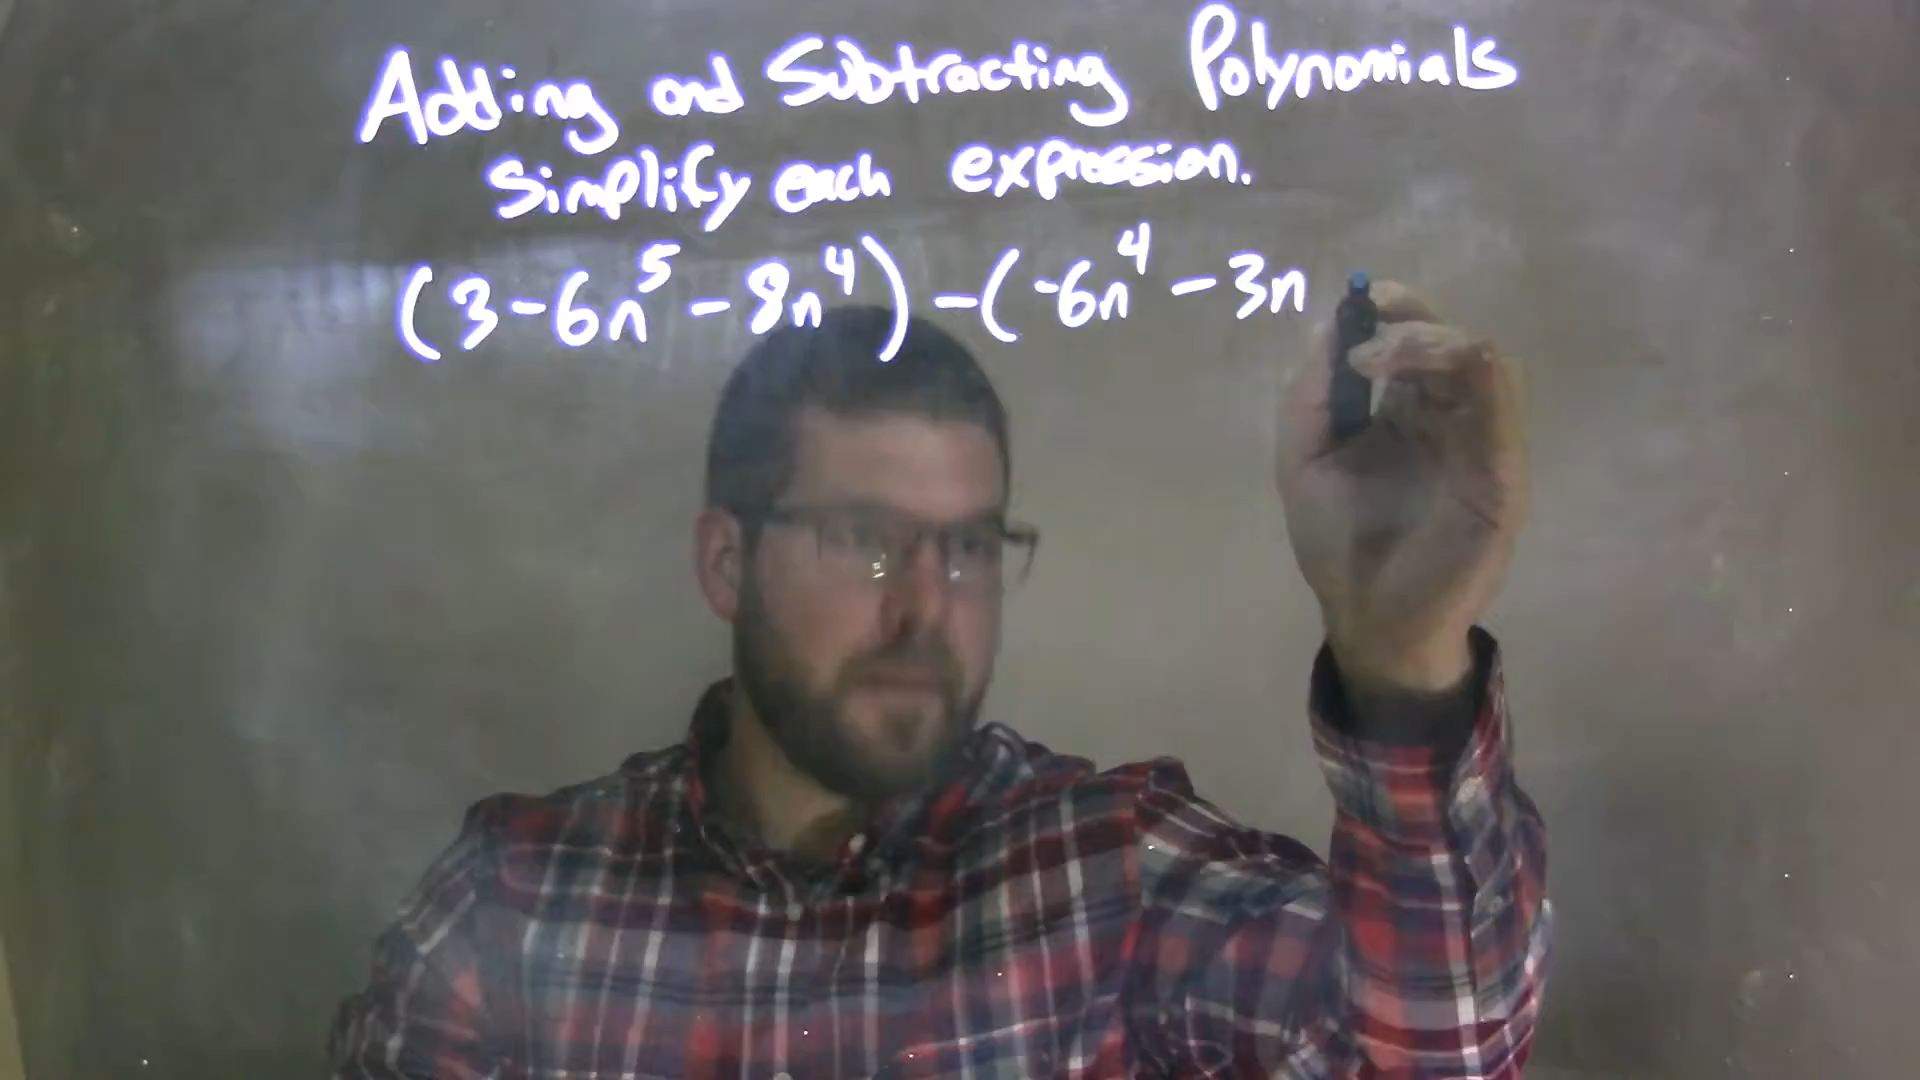 Adding and Subtracting Polynomials
Simplify each expression.
(3-6n⁵-8n⁴)-(-6n⁴-3n